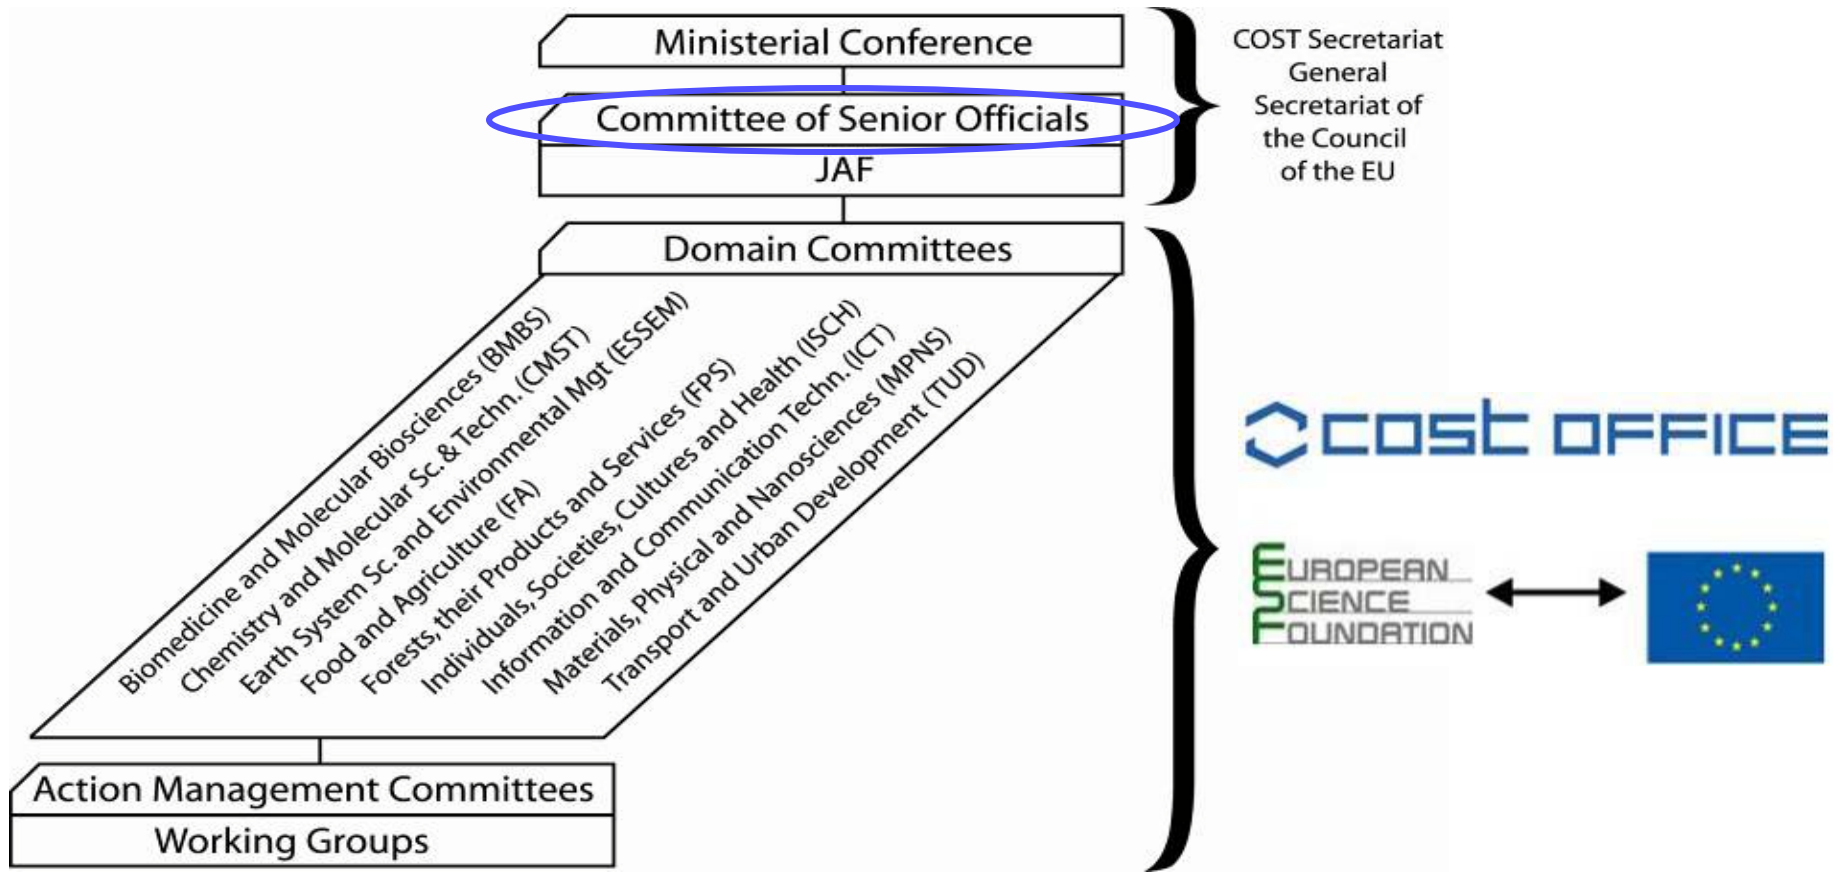 Ministerial Conference
Committee of Senior Officials
JAF
COST Secretariat
General
Secretariat of
the Council
of the EU
Domain Committees
Biomedicine and Molecular Biosciences (BMBS)
Chemistry and Molecular Sc. & Techn. (CMST)
Earth System Sc. and Environmental Mgt (ESSEM)
Food and Agriculture (FA)
Forests, their Products and Services (FPS)
Individuals, Societies, Cultures and Health (ISCH)
Information and Communication Techn. (ICT)
Materials, Physical and Nanosciences (MPNS)
Transport and Urban Development (TUD)
COST OFFICE
EUROPEAN
SCIENCE
FOUNDATION
Action Management Committees
Working Groups